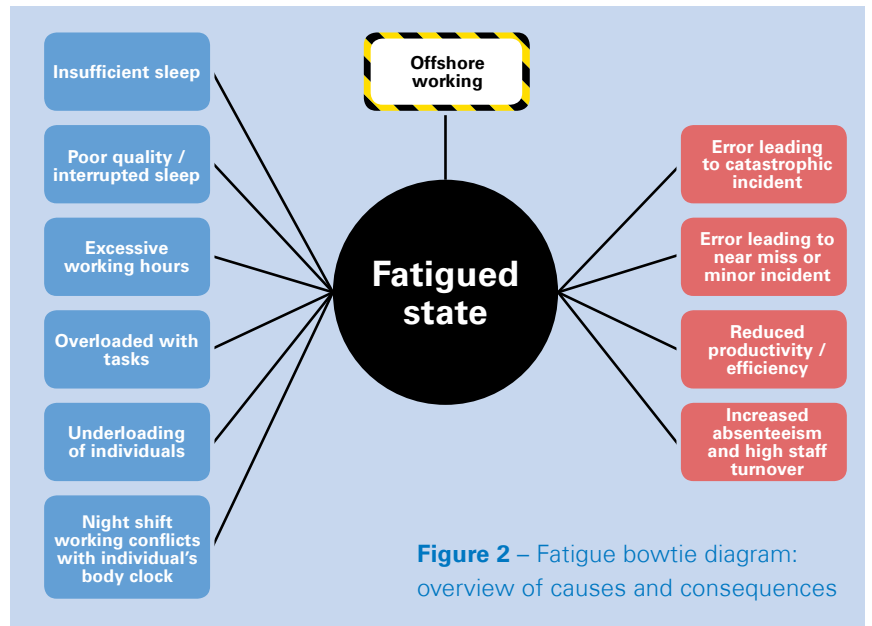 Insufficient sleep
Poor quality /
interrupted sleep
Excessive
working hours
Overloaded with
tasks
Underloading
of individuals
Night shift
working conflicts
with individual's
body clock
Offshore
working
Fatigued
state
Error leading
to catastrophic
incident
Error leading to
near miss or
minor incident
Reduced
productivity /
efficiency
Increased
absenteeism
and high staff
turnover
Figure 2 – Fatigue bowtie diagram:
overview of causes and consequences